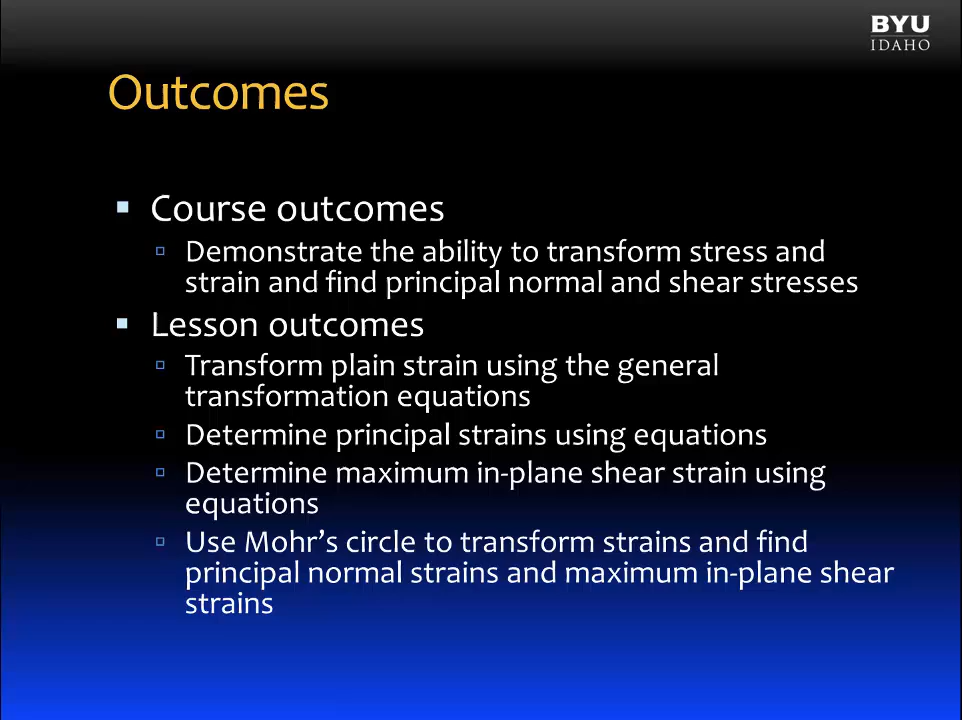 BYU
IDAHO
Outcomes
Course outcomes
Demonstrate the ability to transform stress and
strain and find principal normal and shear stresses
Lesson outcomes
Transform plain strain using the general
transformation equations
Determine principal strains using equations
Determine maximum in-plane shear strain using
equations
Use Mohr’s circle to transform strains and find
principal normal strains and maximum in-plane shear
strains